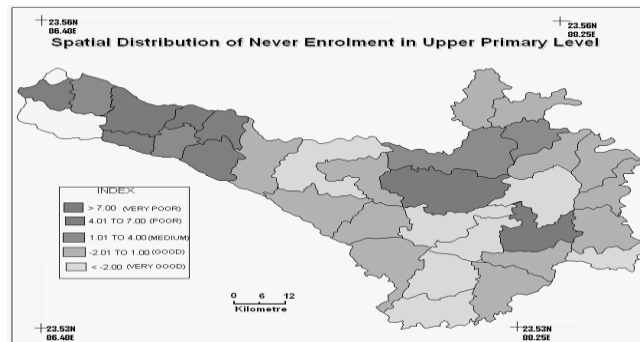 23.56N
86.48E
23.56N
88.25E
Spatial Distribution of Never Enrolment in Upper Primary Level
INDEX
> 7.00 (VERY POOR)
4.01 TO 7.00 (POOR)
1.01 TO 4.00 (MEDIUM)
-2.01 TO 1.00 (GOOD)
< -2.00 (VERY GOOD)
0 6 12
Kilometre
23.53N
86.40E
23.53N
88.25E